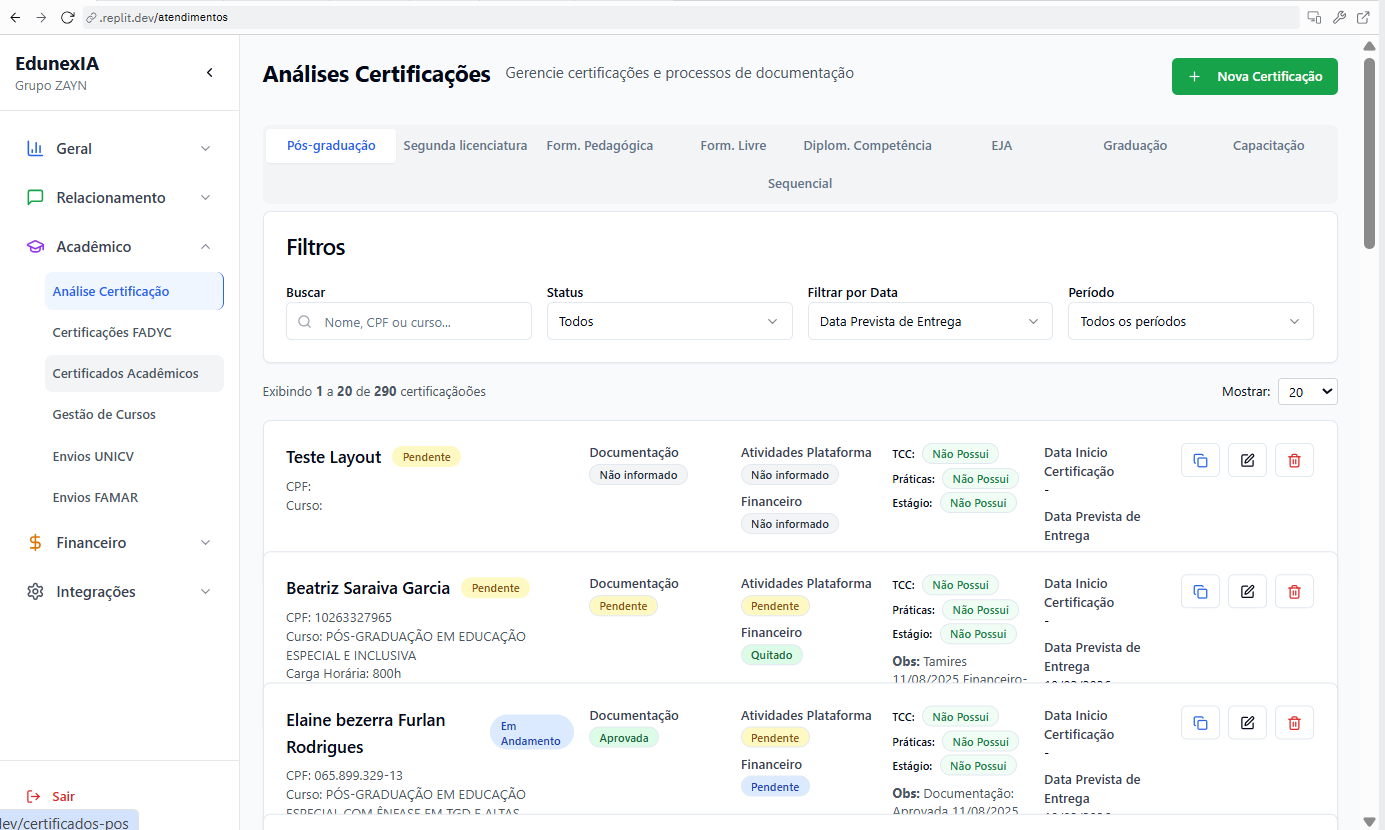 .replit.dev/atendimentos
EdunexIA
Grupo ZAYN
Geral
Relacionamento
Acadêmico
Análise Certificação
Certificações FADYC
Certificados Acadêmicos
Gestão de Cursos
Envios UNICV
Envios FAMAR
Financeiro
Integrações
Sair
lev/certificados-pos
Análises Certificações Gerencie certificações e processos de documentação
+ Nova Certificação
Pós-graduação Segunda licenciatura Form. Pedagógica Form. Livre Diplom. Competência EJA Graduação Capacitação
Sequencial
Filtros
Buscar Status Filtrar por Data Período
Nome, CPF ou curso... Todos Data Prevista de Entrega Todos os períodos
Exibindo 1 a 20 de 290 certificaçãoões Mostrar: 20
Teste Layout Pendente
CPF:
Curso:
Documentação
Não informado
Atividades Plataforma
Não informado
Financeiro
Não informado
TCC: Não Possui
Práticas: Não Possui
Estágio: Não Possui
Data Inicio
Certificação
-
Data Prevista de
Entrega
Beatriz Saraiva Garcia Pendente
CPF: 10263327965
Curso: PÓS-GRADUAÇÃO EM EDUCAÇÃO
ESPECIAL E INCLUSIVA
Carga Horária: 800h
Documentação
Pendente
Atividades Plataforma
Pendente
Financeiro
Quitado
TCC: Não Possui
Práticas: Não Possui
Estágio: Não Possui
Obs: Tamires
11/08/2025 Financeiro-
Data Inicio
Certificação
-
Data Prevista de
Entrega
Elaine bezerra Furlan
Rodrigues
Em
Andamento
CPF: 065.899.329-13
Curso: PÓS-GRADUAÇÃO EM EDUCAÇÃO
ESPECIAL COM ÊNFASE EM TGD E ALTAS
Documentação
Aprovada
Atividades Plataforma
Pendente
Financeiro
Pendente
TCC: Não Possui
Práticas: Não Possui
Estágio: Não Possui
Obs: Documentação:
Aprovada 11/08/2025
Data Inicio
Certificação
-
Data Prevista de
Entrega